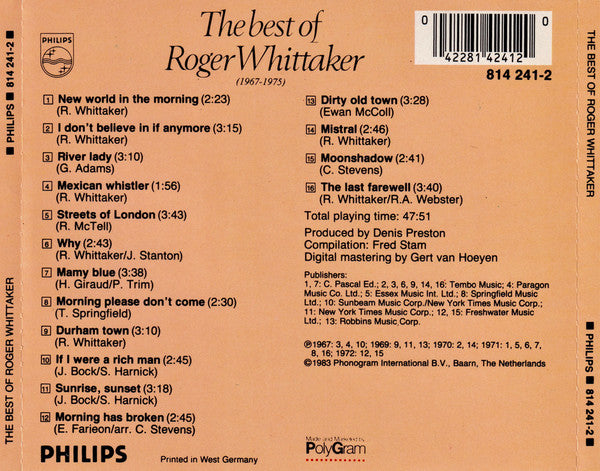 PHILIPS
The best of
Roger Whittaker
(1967-1975)
0 0
42281 42412
814 241-2
1 New world in the morning (2:23)
(R. Whittaker)
2 I don't believe in if anymore (3:15)
(R. Whittaker)
3 River lady (3:10)
(G. Adams)
4 Mexican whistler (1:56)
(R. Whittaker)
5 Streets of London (3:43)
(R. McTell)
6 Why (2:43)
(R. Whittaker/J. Stanton)
7 Mamy blue (3:38)
(H. Giraud/P. Trim)
8 Morning please don't come (2:30)
(T. Springfield)
9 Durham town (3:10)
(R. Whittaker)
10 If I were a rich man (2:45)
(J. Bock/S. Harnick)
11 Sunrise, sunset (3:18)
(J. Bock/S. Harnick)
12 Morning has broken (2:45)
(E. Farieon/arr. C. Stevens)
13 Dirty old town (3:28)
(Ewan McColl)
14 Mistral (2:46)
(R. Whittaker)
15 Moonshadow (2:41)
(C. Stevens)
16 The last farewell (3:40)
(R. Whittaker/R.A. Webster)
Total playing time: 47:51
Produced by Denis Preston
Compilation: Fred Stam
Digital mastering by Gert van Hoeyen
Publishers:
1, 7: C. Pascal Ed.; 2, 3, 6, 9, 14, 16: Tembo Music; 4: Paragon
Music Co. Ltd.; 5: Essex Music Int. Ltd.; 8: Springfield Music
Ltd.; 10: Sunbeam Music Corp./New York Times Music Corp.;
11: New York Times Music Corp.; 12, 15: Freshwater Music
Ltd.; 13: Robbins Music Corp.
℗1967: 3, 4, 10; 1969: 9, 11, 13; 1970: 2, 14; 1971: 1, 5, 6, 7,
8, 16; 1972: 12, 15
©1983 Phonogram International B.V., Baarn, The Netherlands
PHILIPS
Printed in West Germany
Made and Marketed by
PolyGram
THE BEST OF ROGER WHITTAKER ■ PHILIPS ■ 814 241-2 ■
THE BEST OF ROGER WHITTAKER ■ PHILIPS ■ 814 241-2 ■